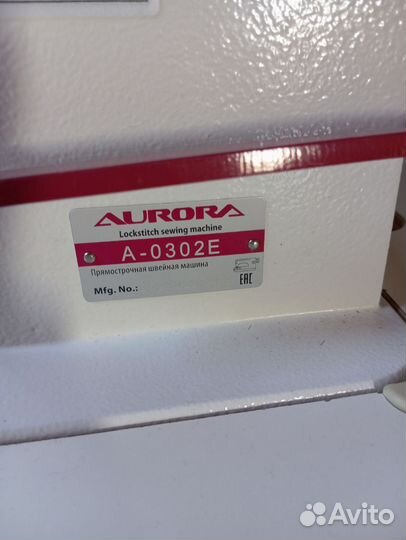 AURORA
Lockstitch sewing machine
A-0302E
Прямострочная швейная машина
Mfg. No.:
EAC
Avito